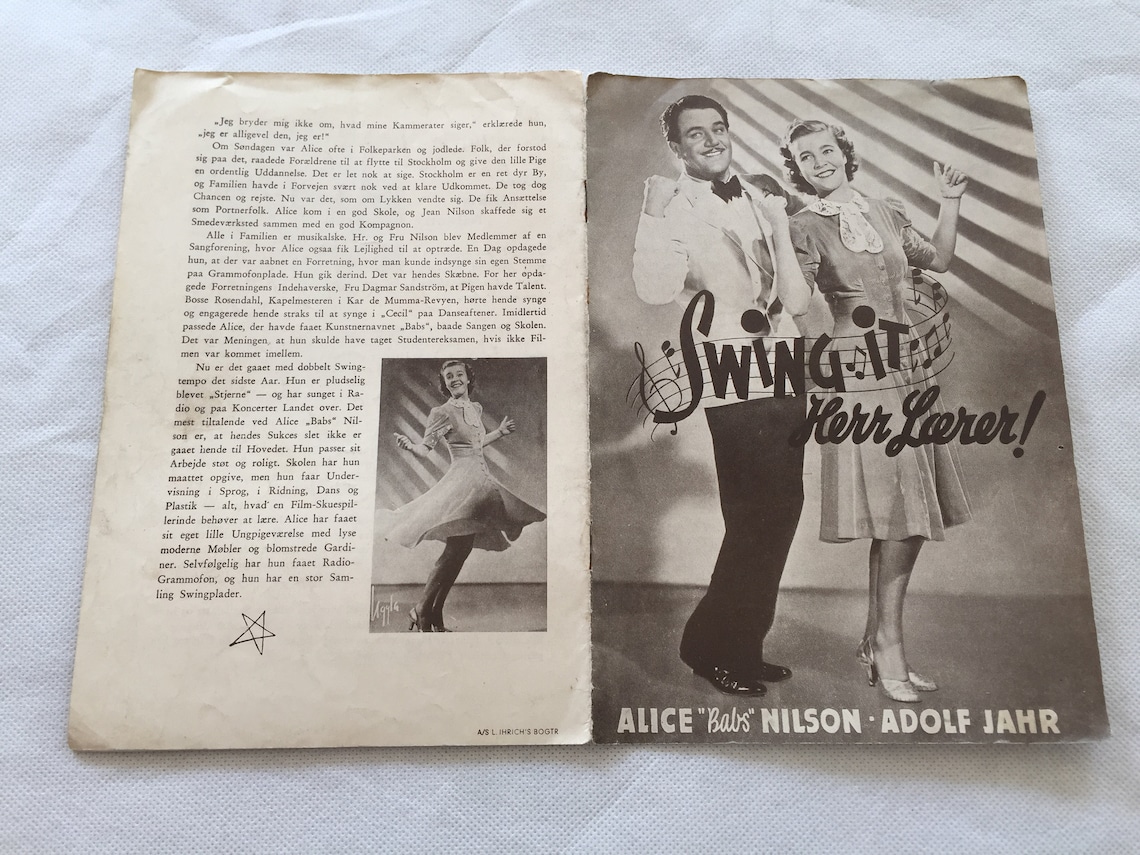 „Jeg bryder mig ikke om, hvad mine Kammerater siger,“ erklærede hun,
„jeg er alligevel den, jeg er!“
Om Søndagen var Alice ofte i Folkeparken og jodlede. Folk, der forstod
sig paa det, raadede Forældrene til at flytte til Stockholm og give den lille Pige
en ordentlig Uddannelse. Det er let nok at sige. Stockholm er en ret dyr By,
og Familien havde i Forvejen svært nok ved at klare Udkommet. De tog dog
Chancen og rejste. Nu var det, som om Lykken vendte sig. De fik Ansættelse
som Portnerfolk. Alice kom i en god Skole, og Jean Nilson skaffede sig et
Smedeværksted sammen med en god Kompagnon.
Alle i Familien er musikalske. Hr. og Fru Nilson blev Medlemmer af en
Sangforening, hvor Alice ogsaa fik Lejlighed til at optræde. En Dag opdagede
hun, at der var aabnet en Forretning, hvor man kunde indsynge sin egen Stemme
paa Grammofonplade. Hun gik derind. Det var hendes Skæbne. For her opda-
gede Forretningens Indehaverske, Fru Dagmar Sandström, at Pigen havde Talent.
Bosse Rosendahl, Kapelmesteren i Kar de Mumma-Revyen, hørte hende synge
og engagerede hende straks til at synge i „Cecil“ paa Danseaftener. Imidlertid
passede Alice, der havde faaet Kunstnernavnet „Babs“, baade Sangen og Skolen.
Det var Meningen, at hun skulde have taget Studentereksamen, hvis ikke Fil-
men var kommet imellem.
Nu er det gaaet med dobbelt Swing-
tempo det sidste Aar. Hun er pludselig
blevet „Stjerne“ — og har sunget i Ra-
dio og paa Koncerter Landet over. Det
mest tiltalende ved Alice „Babs“ Nil-
son er, at hendes Sukces slet ikke er
gaaet hende til Hovedet. Hun passer sit
Arbejde støt og roligt. Skolen har hun
maattet opgive, men hun faar Under-
visning i Sprog, i Ridning, Dans og
Plastik — alt, hvad en Film-Skuespil-
lerinde behøver at lære. Alice har faaet
sit eget lille Ungpigeværelse med lyse
moderne Møbler og blomstrede Gardi-
ner. Selvfølgelig har hun faaet Radio-
Grammofon, og hun har en stor Sam-
ling Swingplader.
Uggla
A/S L. IHRICH'S BOGTR
SWING IT
Herr Lærer!
ALICE "Babs" NILSON · ADOLF JAHR